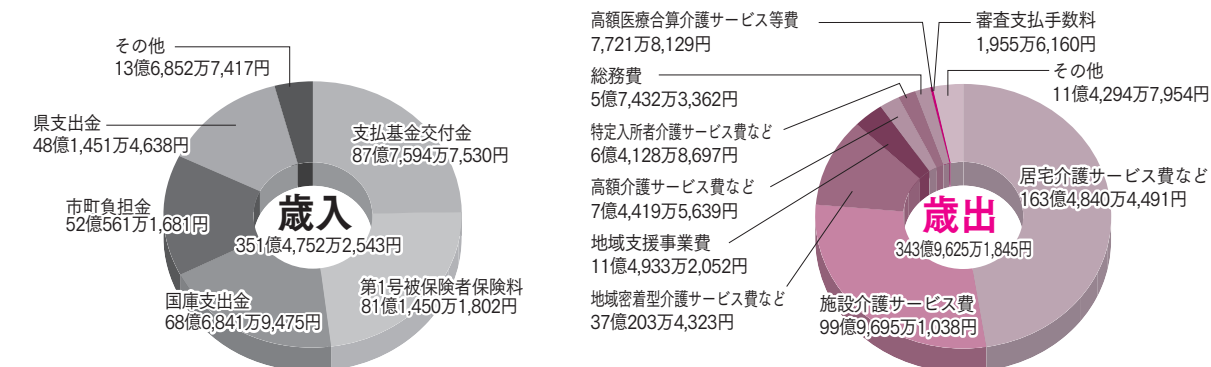 その他
13億6,852万7,417円
県支出金
48億1,451万4,638円
市町負担金
52億561万1,681円
国庫支出金
68億6,841万9,475円
支払基金交付金
87億7,594万7,530円
第1号被保険者保険料
81億1,450万1,802円
歳入
351億4,752万2,543円
高額医療合算介護サービス等費
7,721万8,129円
総務費
5億7,432万3,362円
特定入所者介護サービス費など
6億4,128万8,697円
高額介護サービス費など
7億4,419万5,639円
地域支援事業費
11億4,933万2,052円
地域密着型介護サービス費など
37億203万4,323円
審査支払手数料
1,955万6,160円
その他
11億4,294万7,954円
居宅介護サービス費など
163億4,840万4,491円
施設介護サービス費
99億9,695万1,038円
歳出
343億9,625万1,845円